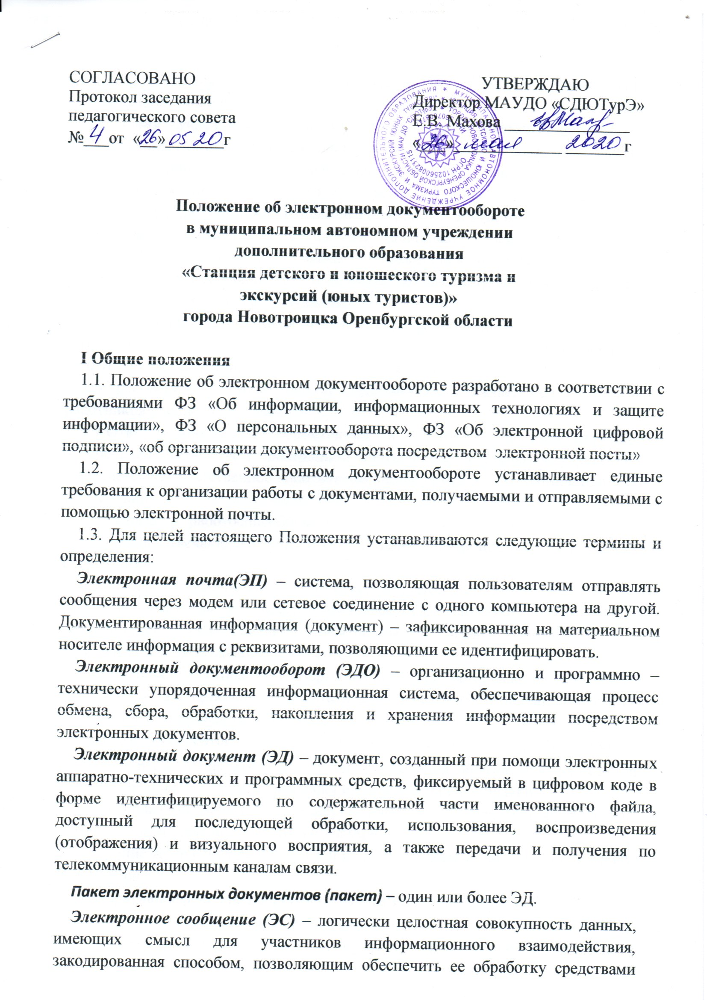 СОГЛАСОВАНО
Протокол заседания
педагогического совета
№ 4 от «26» 05 20 г
УТВЕРЖДАЮ
Директор МАУДО «СДЮТурЭ»
Е.В. Махова
«26» мая 2020 г
МУНИЦИПАЛЬНОЕ АВТОНОМНОЕ УЧРЕЖДЕНИЕ ДОПОЛНИТЕЛЬНОГО ОБРАЗОВАНИЯ
ОГРН 1025600823115
Положение об электронном документообороте
в муниципальном автономном учреждении
дополнительного образования
«Станция детского и юношеского туризма и
экскурсий (юных туристов)»
города Новотроицка Оренбургской области
I Общие положения
1.1. Положение об электронном документообороте разработано в соответствии с
требованиями ФЗ «Об информации, информационных технологиях и защите
информации», ФЗ «О персональных данных», ФЗ «Об электронной цифровой
подписи», «об организации документооборота посредством электронной посты»
1.2. Положение об электронном документообороте устанавливает единые
требования к организации работы с документами, получаемыми и отправляемыми с
помощью электронной почты.
1.3. Для целей настоящего Положения устанавливаются следующие термины и
определения:
Электронная почта(ЭП) – система, позволяющая пользователям отправлять
сообщения через модем или сетевое соединение с одного компьютера на другой.
Документированная информация (документ) – зафиксированная на материальном
носителе информация с реквизитами, позволяющими ее идентифицировать.
Электронный документооборот (ЭДО) – организационно и программно –
технически упорядоченная информационная система, обеспечивающая процесс
обмена, сбора, обработки, накопления и хранения информации посредством
электронных документов.
Электронный документ (ЭД) – документ, созданный при помощи электронных
аппаратно-технических и программных средств, фиксируемый в цифровом коде в
форме идентифицируемого по содержательной части именованного файла,
доступный для последующей обработки, использования, воспроизведения
(отображения) и визуального восприятия, а также передачи и получения по
телекоммуникационным каналам связи.
Пакет электронных документов (пакет) – один или более ЭД.
Электронное сообщение (ЭС) – логически целостная совокупность данных,
имеющих смысл для участников информационного взаимодействия,
закодированная способом, позволяющим обеспечить ее обработку средствами